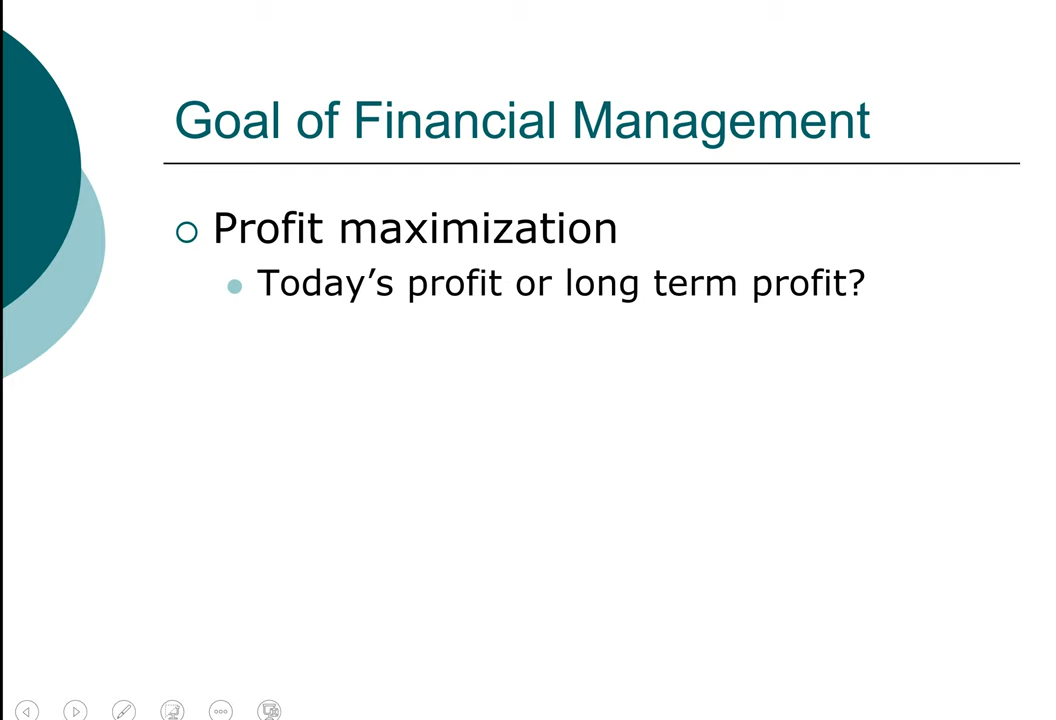 Goal of Financial Management
Profit maximization
Today’s profit or long term profit?